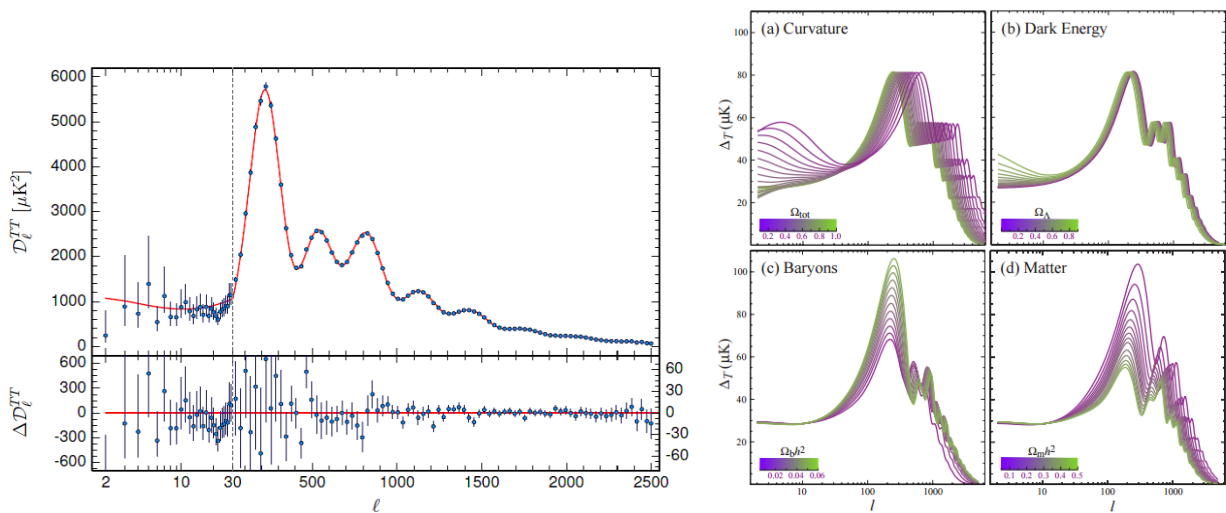 6000
5000
4000
3000
2000
1000
0
𝒟ℓ^TT [μK²]
600
300
0
-300
-600
Δ𝒟ℓ^TT
60
30
0
-30
-60
2 10 30 500 1000 1500 2000 2500
ℓ
(a) Curvature
(b) Dark Energy
100
80
60
40
20
Δ_T (μK)
Ω_tot
0.2 0.4 0.6 0.8 1.0
Ω_Λ
0.2 0.4 0.6 0.8
(c) Baryons
(d) Matter
100
80
60
40
20
Δ_T (μK)
Ω_b h²
0.02 0.04 0.06
Ω_m h²
0.1 0.2 0.3 0.4 0.5
10 100 1000
10 100 1000
l
l